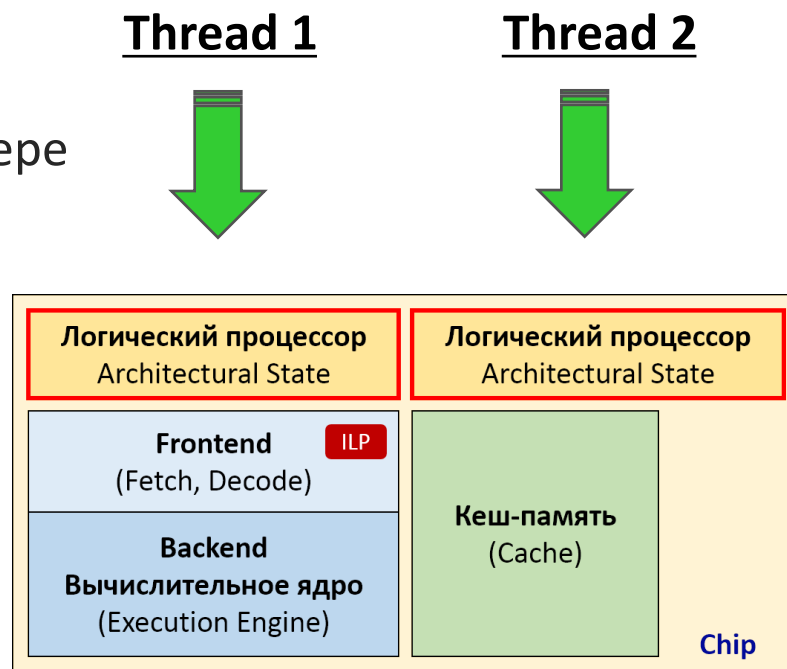 Thread 1
Thread 2
ере
Логический процессор
Architectural State
Логический процессор
Architectural State
Frontend
ILP
(Fetch, Decode)
Backend
Вычислительное ядро
(Execution Engine)
Кеш-память
(Cache)
Chip